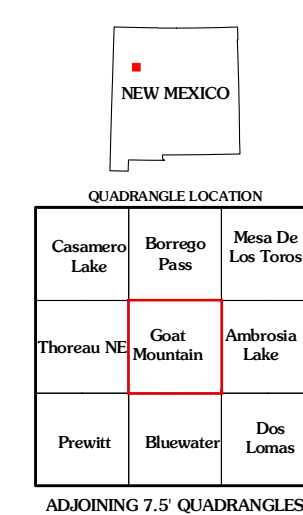 NEW MEXICO
QUADRANGLE LOCATION
Casamero
Lake
Borrego
Pass
Mesa De
Los Toros
Thoreau NE
Goat
Mountain
Ambrosia
Lake
Prewitt
Bluewater
Dos
Lomas
ADJOINING 7.5' QUADRANGLES